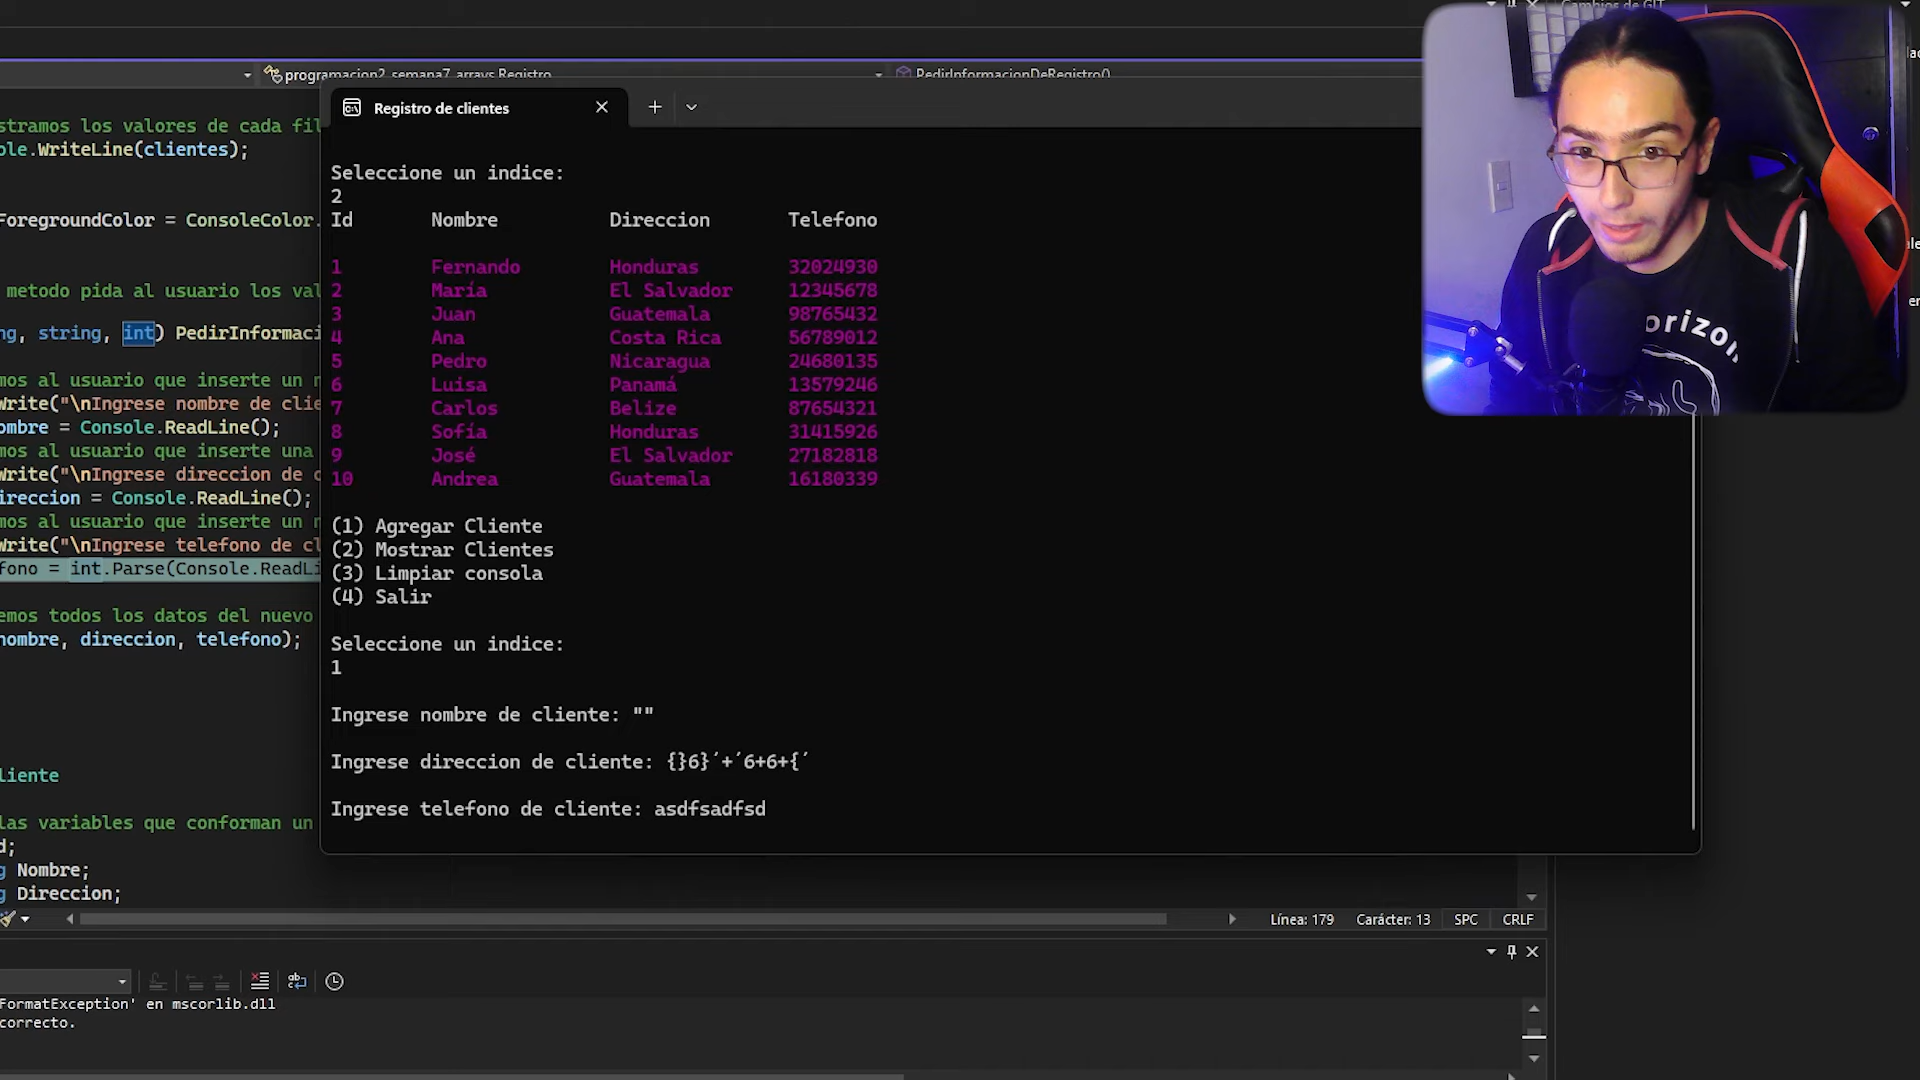 Cambios de GIT
programacion2_semana7_arrays.Registro
PedirInformacionDeRegistro()
Registro de clientes
stramos los valores de cada fil
ole.WriteLine(clientes);
ForegroundColor = ConsoleColor.
metodo pida al usuario los val
ng, string, int) PedirInformaci
mos al usuario que inserte un n
Write("\nIngrese nombre de clie
ombre = Console.ReadLine();
mos al usuario que inserte una
Write("\nIngrese direccion de c
ireccion = Console.ReadLine();
mos al usuario que inserte un n
Write("\nIngrese telefono de cl
fono = int.Parse(Console.ReadLi
emos todos los datos del nuevo
nombre, direccion, telefono);
liente
las variables que conforman un
d;
g Nombre;
g Direccion;
Seleccione un indice:
2
Id Nombre Direccion Telefono
1 Fernando Honduras 32024930
2 María El Salvador 12345678
3 Juan Guatemala 98765432
4 Ana Costa Rica 56789012
5 Pedro Nicaragua 24680135
6 Luisa Panamá 13579246
7 Carlos Belize 87654321
8 Sofía Honduras 31415926
9 José El Salvador 27182818
10 Andrea Guatemala 16180339
(1) Agregar Cliente
(2) Mostrar Clientes
(3) Limpiar consola
(4) Salir
Seleccione un indice:
1
Ingrese nombre de cliente: ""
Ingrese direccion de cliente: {}6}´+´6+6+{´
Ingrese telefono de cliente: asdfsadfsd
orizon
Línea: 179 Carácter: 13 SPC CRLF
FormatException' en mscorlib.dll
correcto.